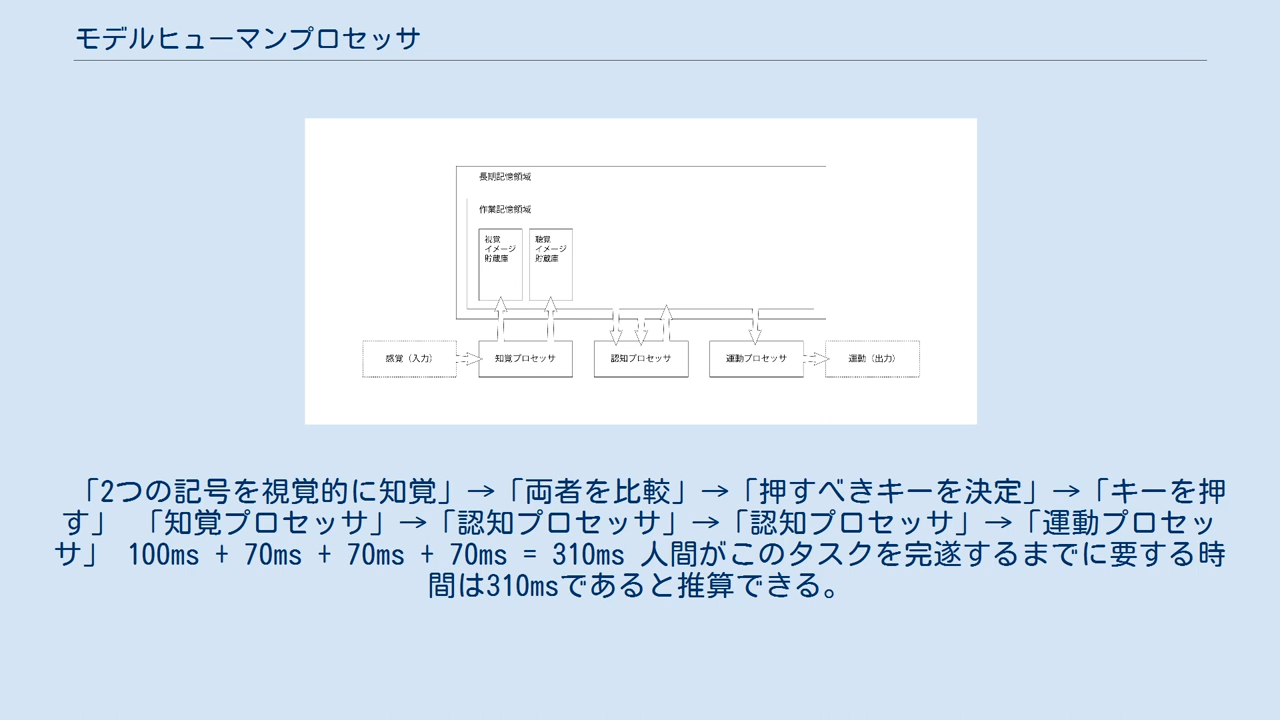 モデルヒューマンプロセッサ
長期記憶領域
作業記憶領域
視覚
イメージ
貯蔵庫
聴覚
イメージ
貯蔵庫
感覚（入力）
知覚プロセッサ
認知プロセッサ
運動プロセッサ
運動（出力）
「2つの記号を視覚的に知覚」→「両者を比較」→「押すべきキーを決定」→「キーを押
す」 「知覚プロセッサ」→「認知プロセッサ」→「認知プロセッサ」→「運動プロセッ
サ」 100ms + 70ms + 70ms + 70ms = 310ms 人間がこのタスクを完遂するまでに要する時
間は310msであると推算できる。